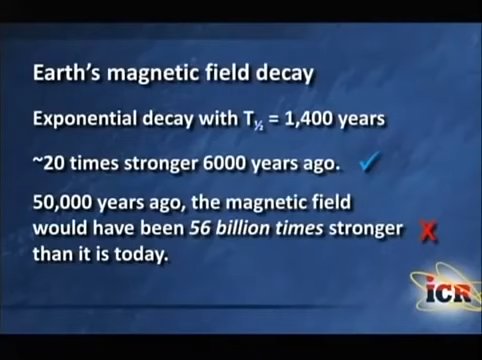 Earth's magnetic field decay
Exponential decay with T½ = 1,400 years
~20 times stronger 6000 years ago.
50,000 years ago, the magnetic field
would have been 56 billion times stronger
than it is today.
iCR